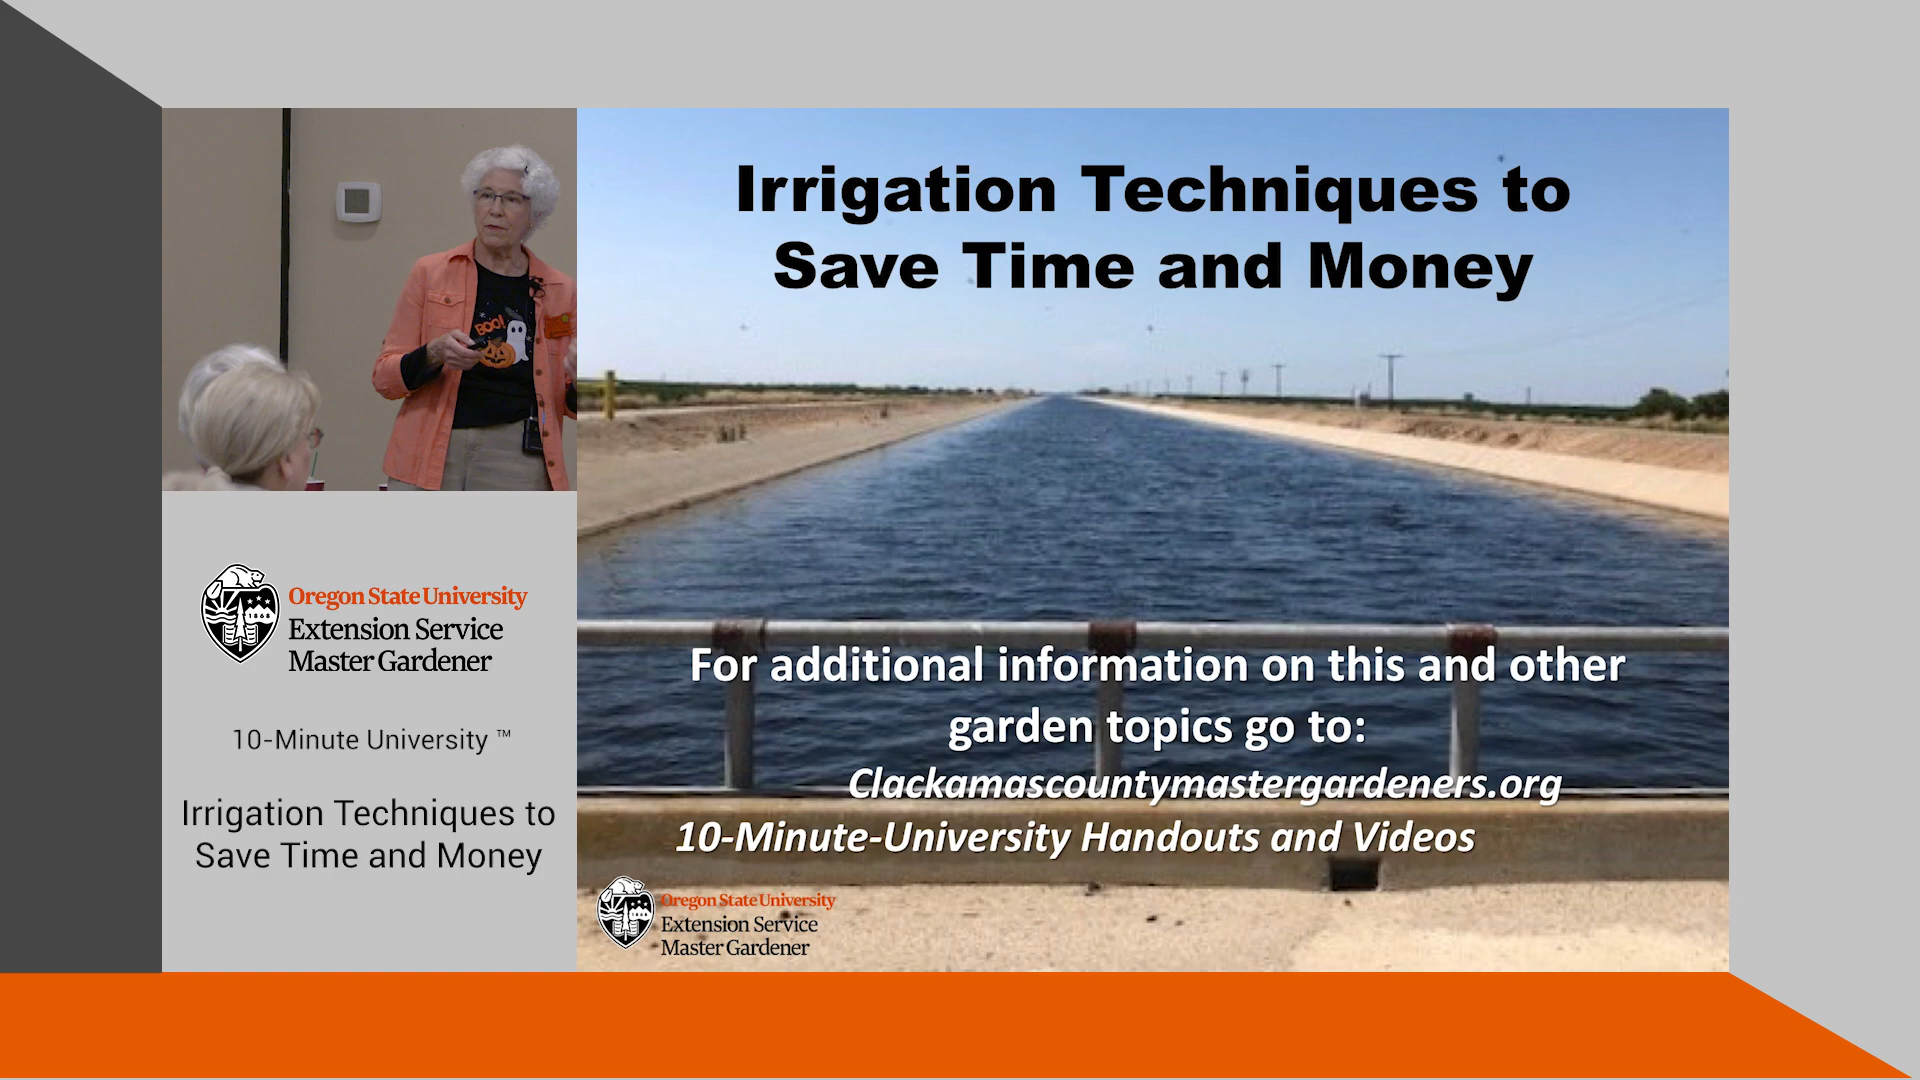 BOO!
Oregon State University
Extension Service
Master Gardener
10-Minute University ™
Irrigation Techniques to
Save Time and Money
Irrigation Techniques to
Save Time and Money
For additional information on this and other
garden topics go to:
Clackamascountymastergardeners.org
10-Minute-University Handouts and Videos
Oregon State University
Extension Service
Master Gardener